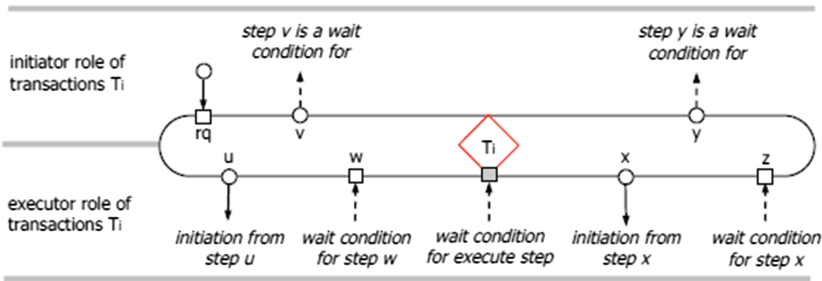 step v is a wait
condition for
step y is a wait
condition for
initiator role of
transactions Ti
rq
v
y
Ti
u
w
x
z
executor role of
transactions Ti
initiation from
step u
wait condition
for step w
wait condition
for execute step
initiation from
step x
wait condition
for step x